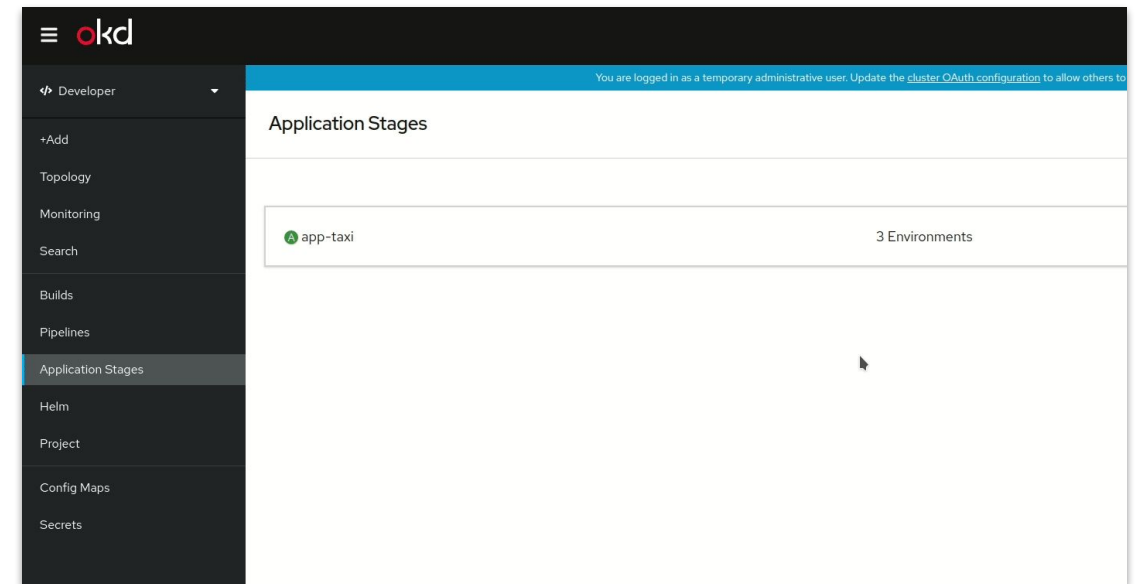 okd
You are logged in as a temporary administrative user. Update the cluster OAuth configuration to allow others to
</> Developer
Application Stages
+Add
Topology
Monitoring
Search
Builds
Pipelines
Application Stages
Helm
Project
Config Maps
Secrets
A app-taxi
3 Environments